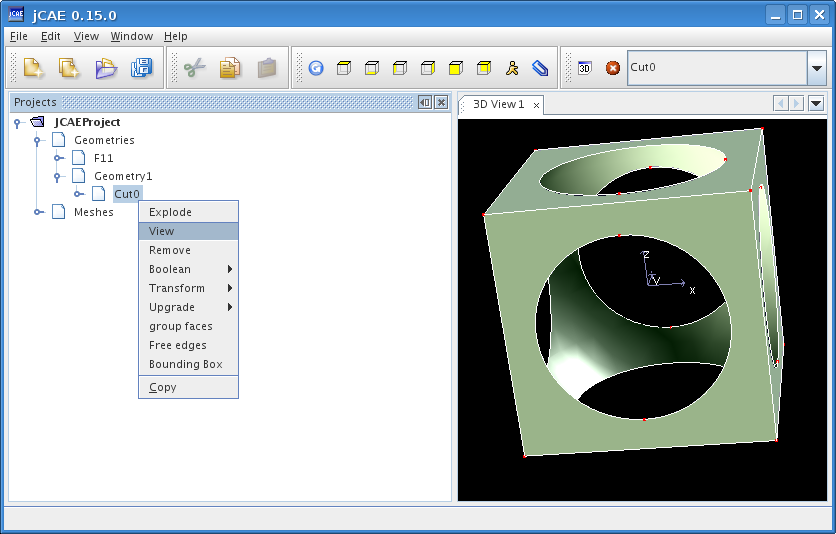 jCAE jCAE 0.15.0
File Edit View Window Help
3D Cut0
Projects
3D View 1
JCAEProject
Geometries
F11
Geometry1
Cut0
Meshes
Explode
View
Remove
Boolean
Transform
Upgrade
group faces
Free edges
Bounding Box
Copy
z
y
x